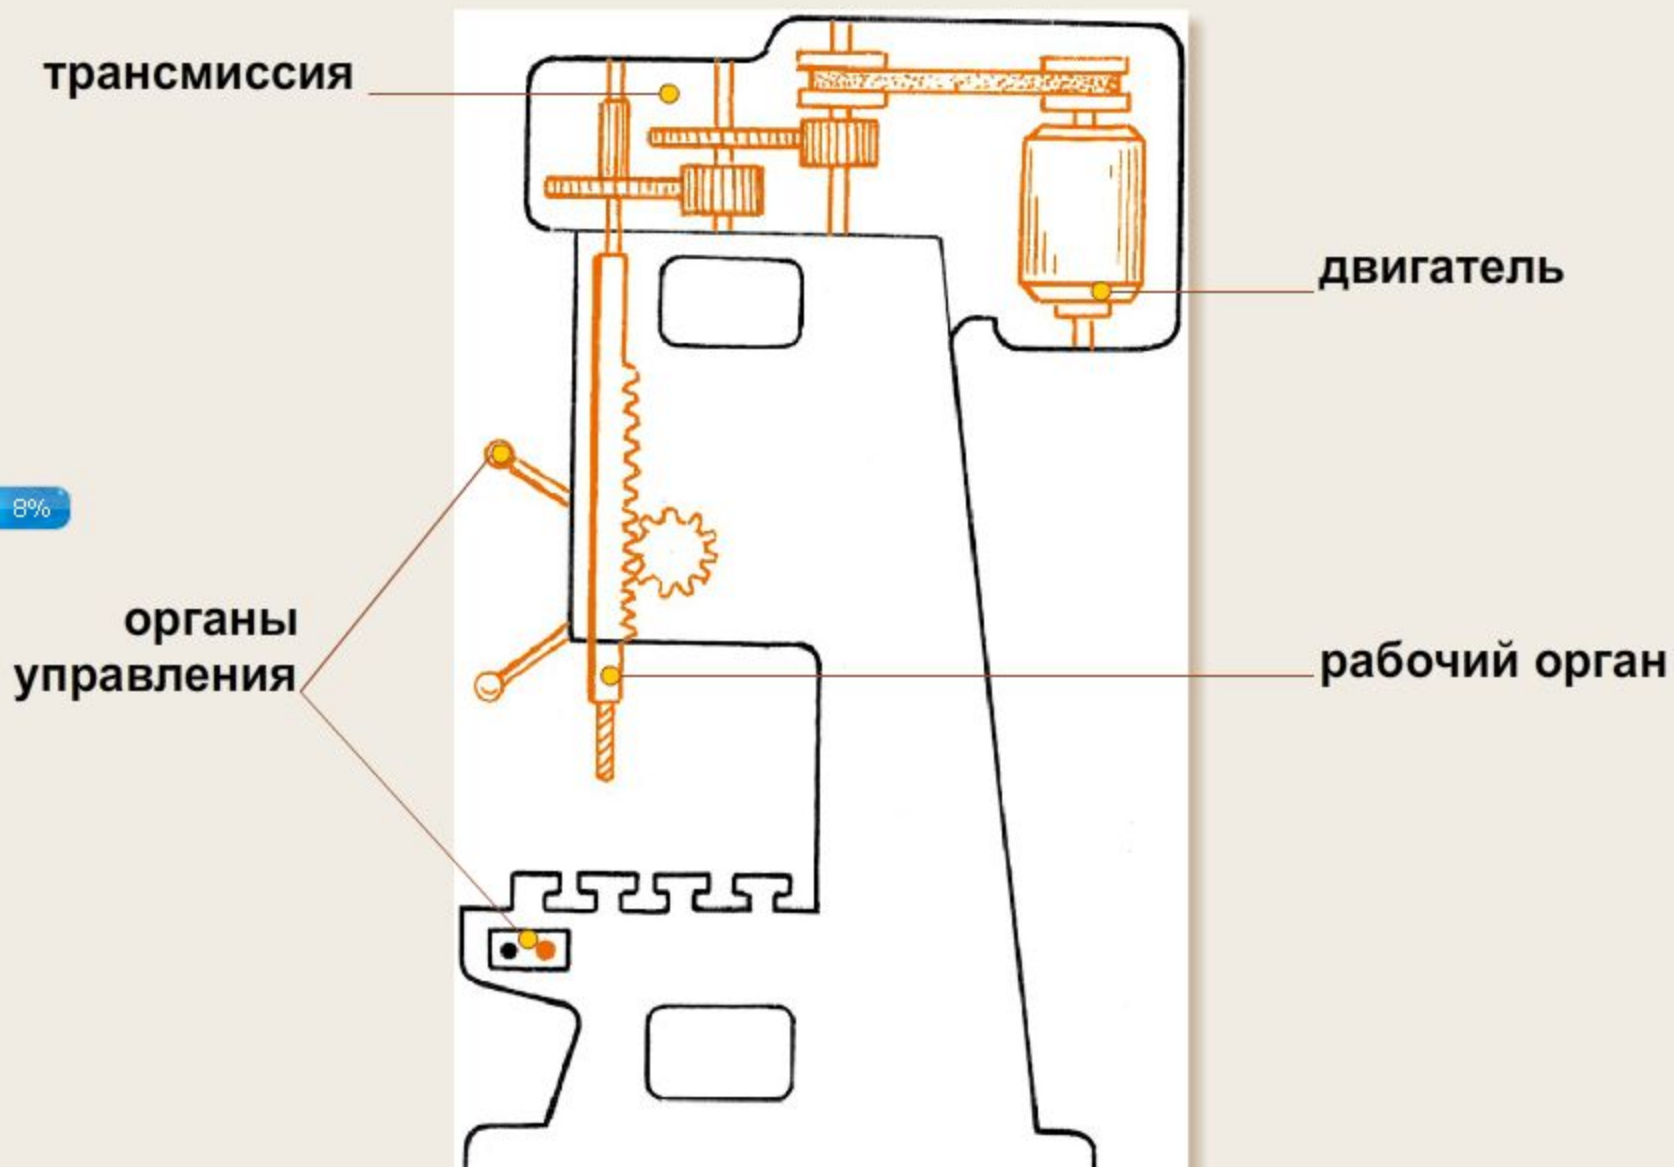 трансмиссия
двигатель
8%
органы
управления
рабочий орган